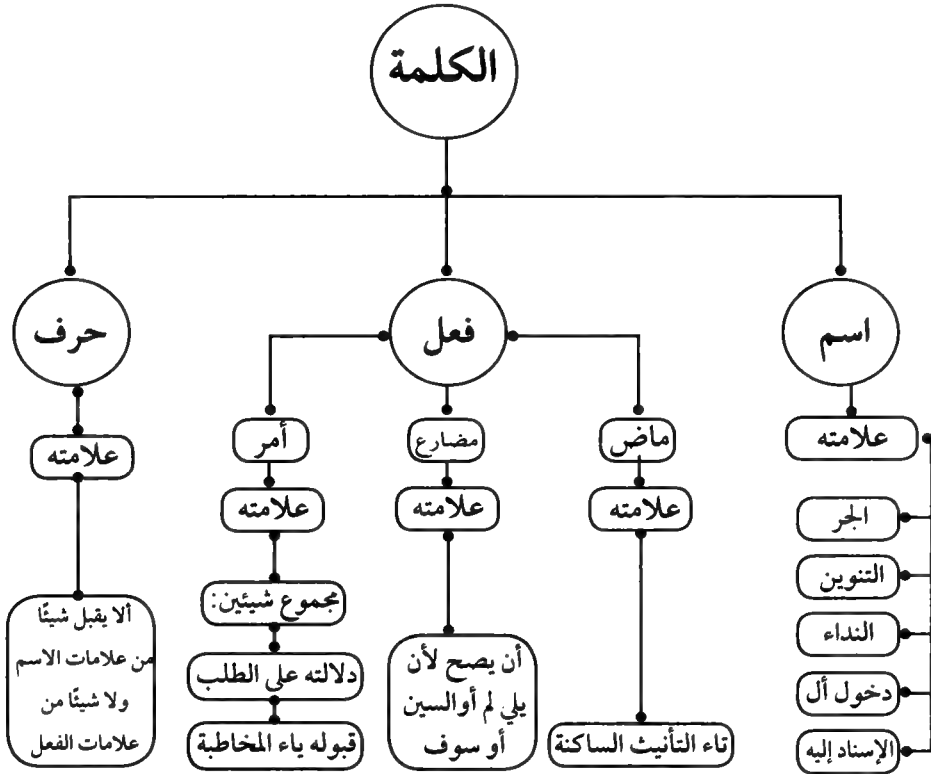 الكلمة
اسم
علامته
الجر
التنوين
النداء
دخول أل
الإسناد إليه
فعل
ماض
علامته
تاء التأنيث الساكنة
مضارع
علامته
أن يصح لأن
يلي لم أوالسين
أو سوف
أمر
علامته
مجموع شيئين:
دلالته على الطلب
قبوله ياء المخاطبة
حرف
علامته
ألا يقبل شيئًا
من علامات الاسم
ولا شيئًا من
علامات الفعل